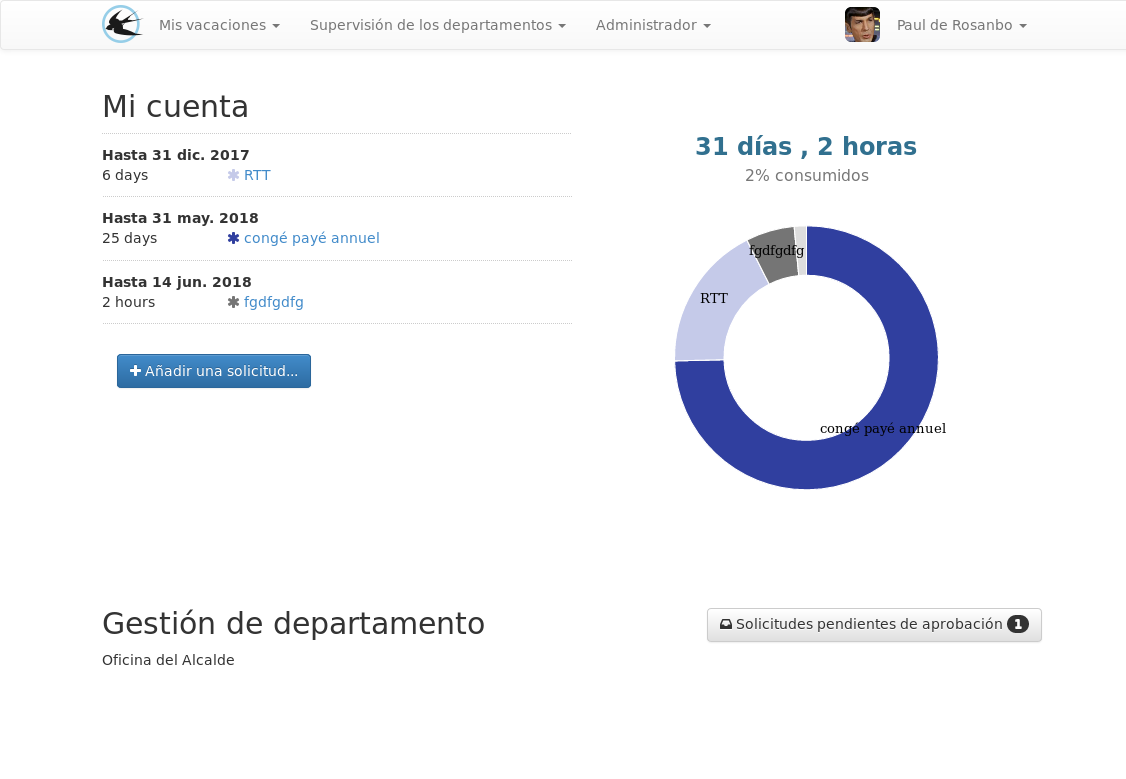 Mis vacaciones
Supervisión de los departamentos
Administrador
Paul de Rosanbo
Mi cuenta
Hasta 31 dic. 2017
6 days RTT
Hasta 31 may. 2018
25 days congé payé annuel
Hasta 14 jun. 2018
2 hours fgdfgdfg
Añadir una solicitud...
31 días , 2 horas
2% consumidos
fgdfgdfg
RTT
congé payé annuel
Gestión de departamento
Solicitudes pendientes de aprobación 1
Oficina del Alcalde